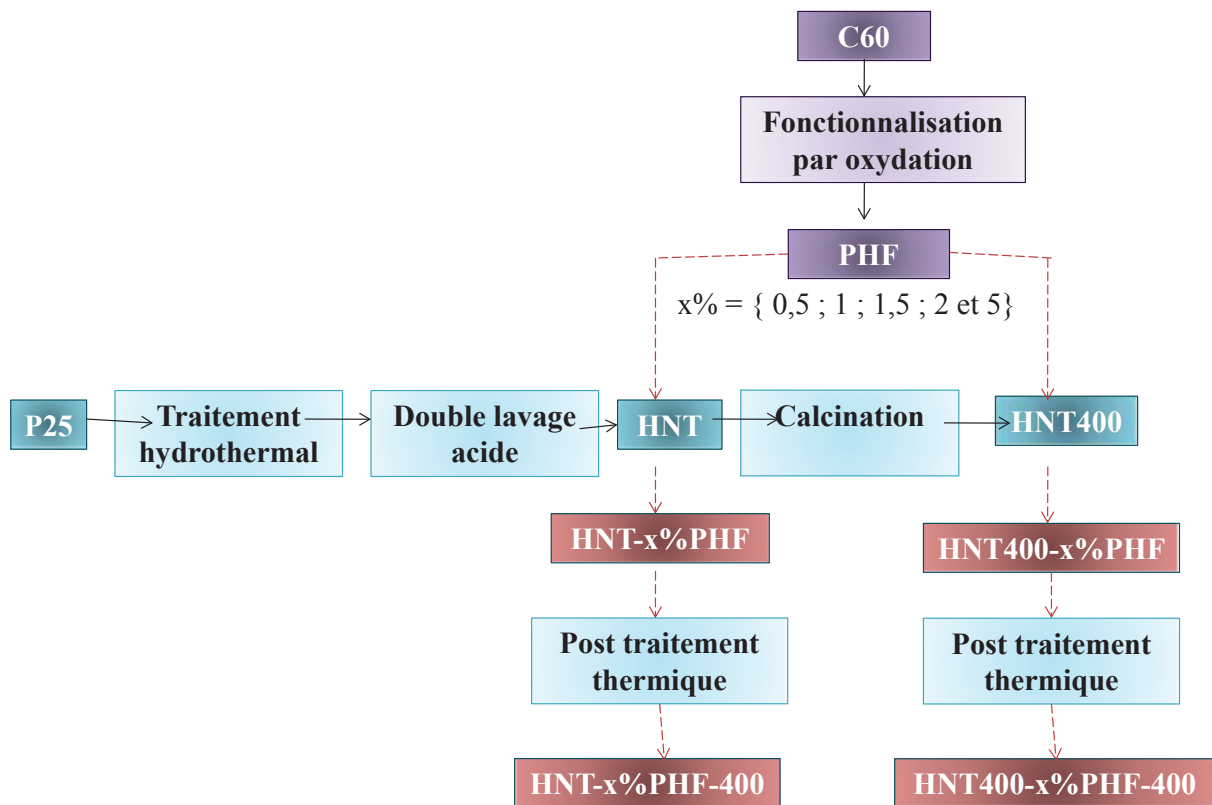 C60
Fonctionnalisation
par oxydation
PHF
x% = { 0,5 ; 1 ; 1,5 ; 2 et 5}
P25
Traitement
hydrothermal
Double lavage
acide
HNT
Calcination
HNT400
HNT-x%PHF
HNT400-x%PHF
Post traitement
thermique
Post traitement
thermique
HNT-x%PHF-400
HNT400-x%PHF-400